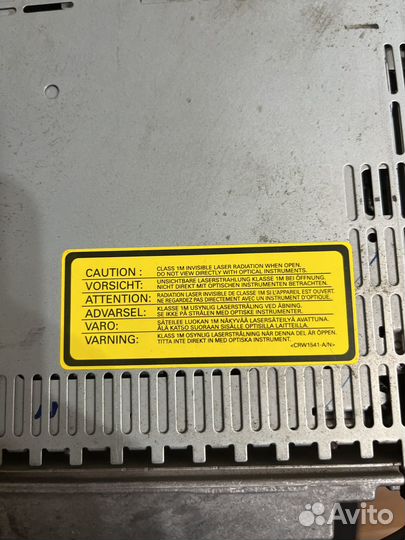 CAUTION : CLASS 1M INVISIBLE LASER RADIATION WHEN OPEN.
DO NOT VIEW DIRECTLY WITH OPTICAL INSTRUMENTS.
VORSICHT: UNSICHTBARE LASERSTRAHLUNG KLASSE 1M BEI ÖFFNUNG.
NICHT DIREKT MIT OPTISCHEN INSTRUMENTEN BETRACHTEN.
ATTENTION: RADIATION LASER INVISIBLE DE CLASSE 1M SI L'APPAREIL EST OUVERT.
NE REGARDEZ PAS DIRECTEMENT AVEC UN INSTRUMENT D'OPTIQUE.
ADVARSEL: KLASSE 1M USYNLIG LASERSTRÅLING VED ÅBNING.
SE IKKE PÅ STRÅLEN MED OPTISKE INSTRUMENTER.
VARO: SÄTEILEE LUOKAN 1M NÄKYVÄÄ LASERSÄTEILYÄ AVATTUNA.
ÄLÄ KATSO SUORAAN SISÄLLE OPTISILLA LAITTEILLA.
VARNING: KLASS 1M OSYNLIG LASERSTRÅLNING NÄR DENNA DEL ÄR ÖPPEN.
TITTA INTE DIREKT IN MED OPTISKA INSTRUMENT.
<CRW1541-A/N>
Avito